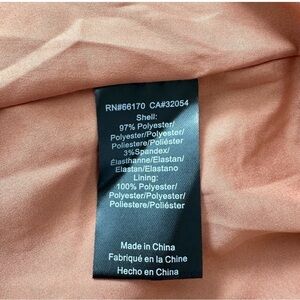 RN#66170 CA#32054
Shell:
97% Polyester/
Polyester/Polyester/
Poliestere/Poliéster
3%Spandex/
Élasthanne/Elastan/
Elastan/Elastano
Lining:
100% Polyester/
Polyester/Polyester/
Poliestere/Poliéster
Made in China
Fabriqué en la Chine
Hecho en China